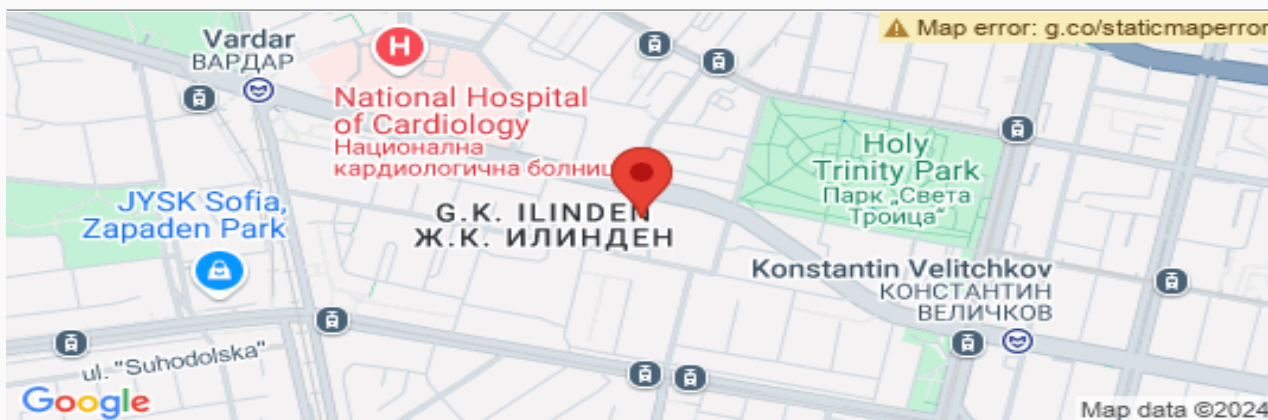 Map error: g.co/staticmaperror
Vardar
ВАРДАР
H
National Hospital
of Cardiology
Национална
кардиологична болниц
Holy
Trinity Park
Парк „Света
Троица“
JYSK Sofia,
Zapaden Park
G.K. ILINDEN
Ж.К. ИЛИНДЕН
Konstantin Velitchkov
КОНСТАНТИН
ВЕЛИЧКОВ
ul. "Suhodolska"
Google
Map data ©2024